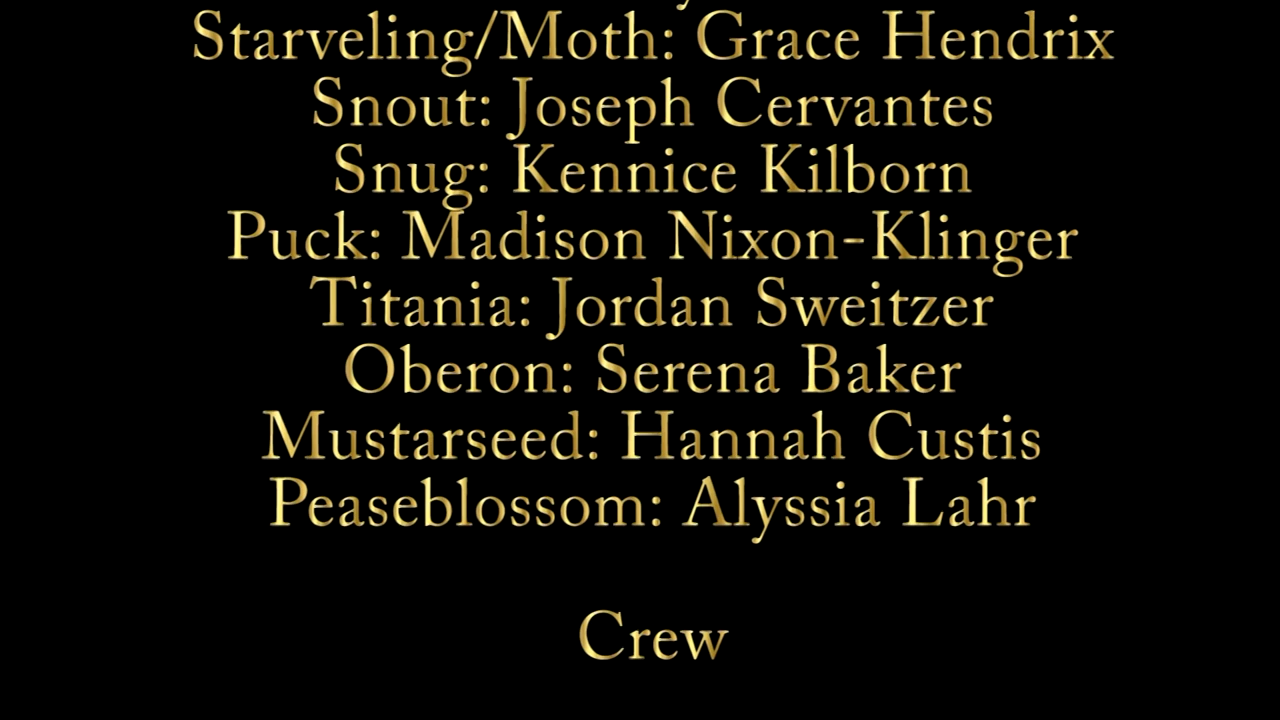 Starveling/Moth: Grace Hendrix
Snout: Joseph Cervantes
Snug: Kennice Kilborn
Puck: Madison Nixon-Klinger
Titania: Jordan Sweitzer
Oberon: Serena Baker
Mustarseed: Hannah Custis
Peaseblossom: Alyssia Lahr
Crew